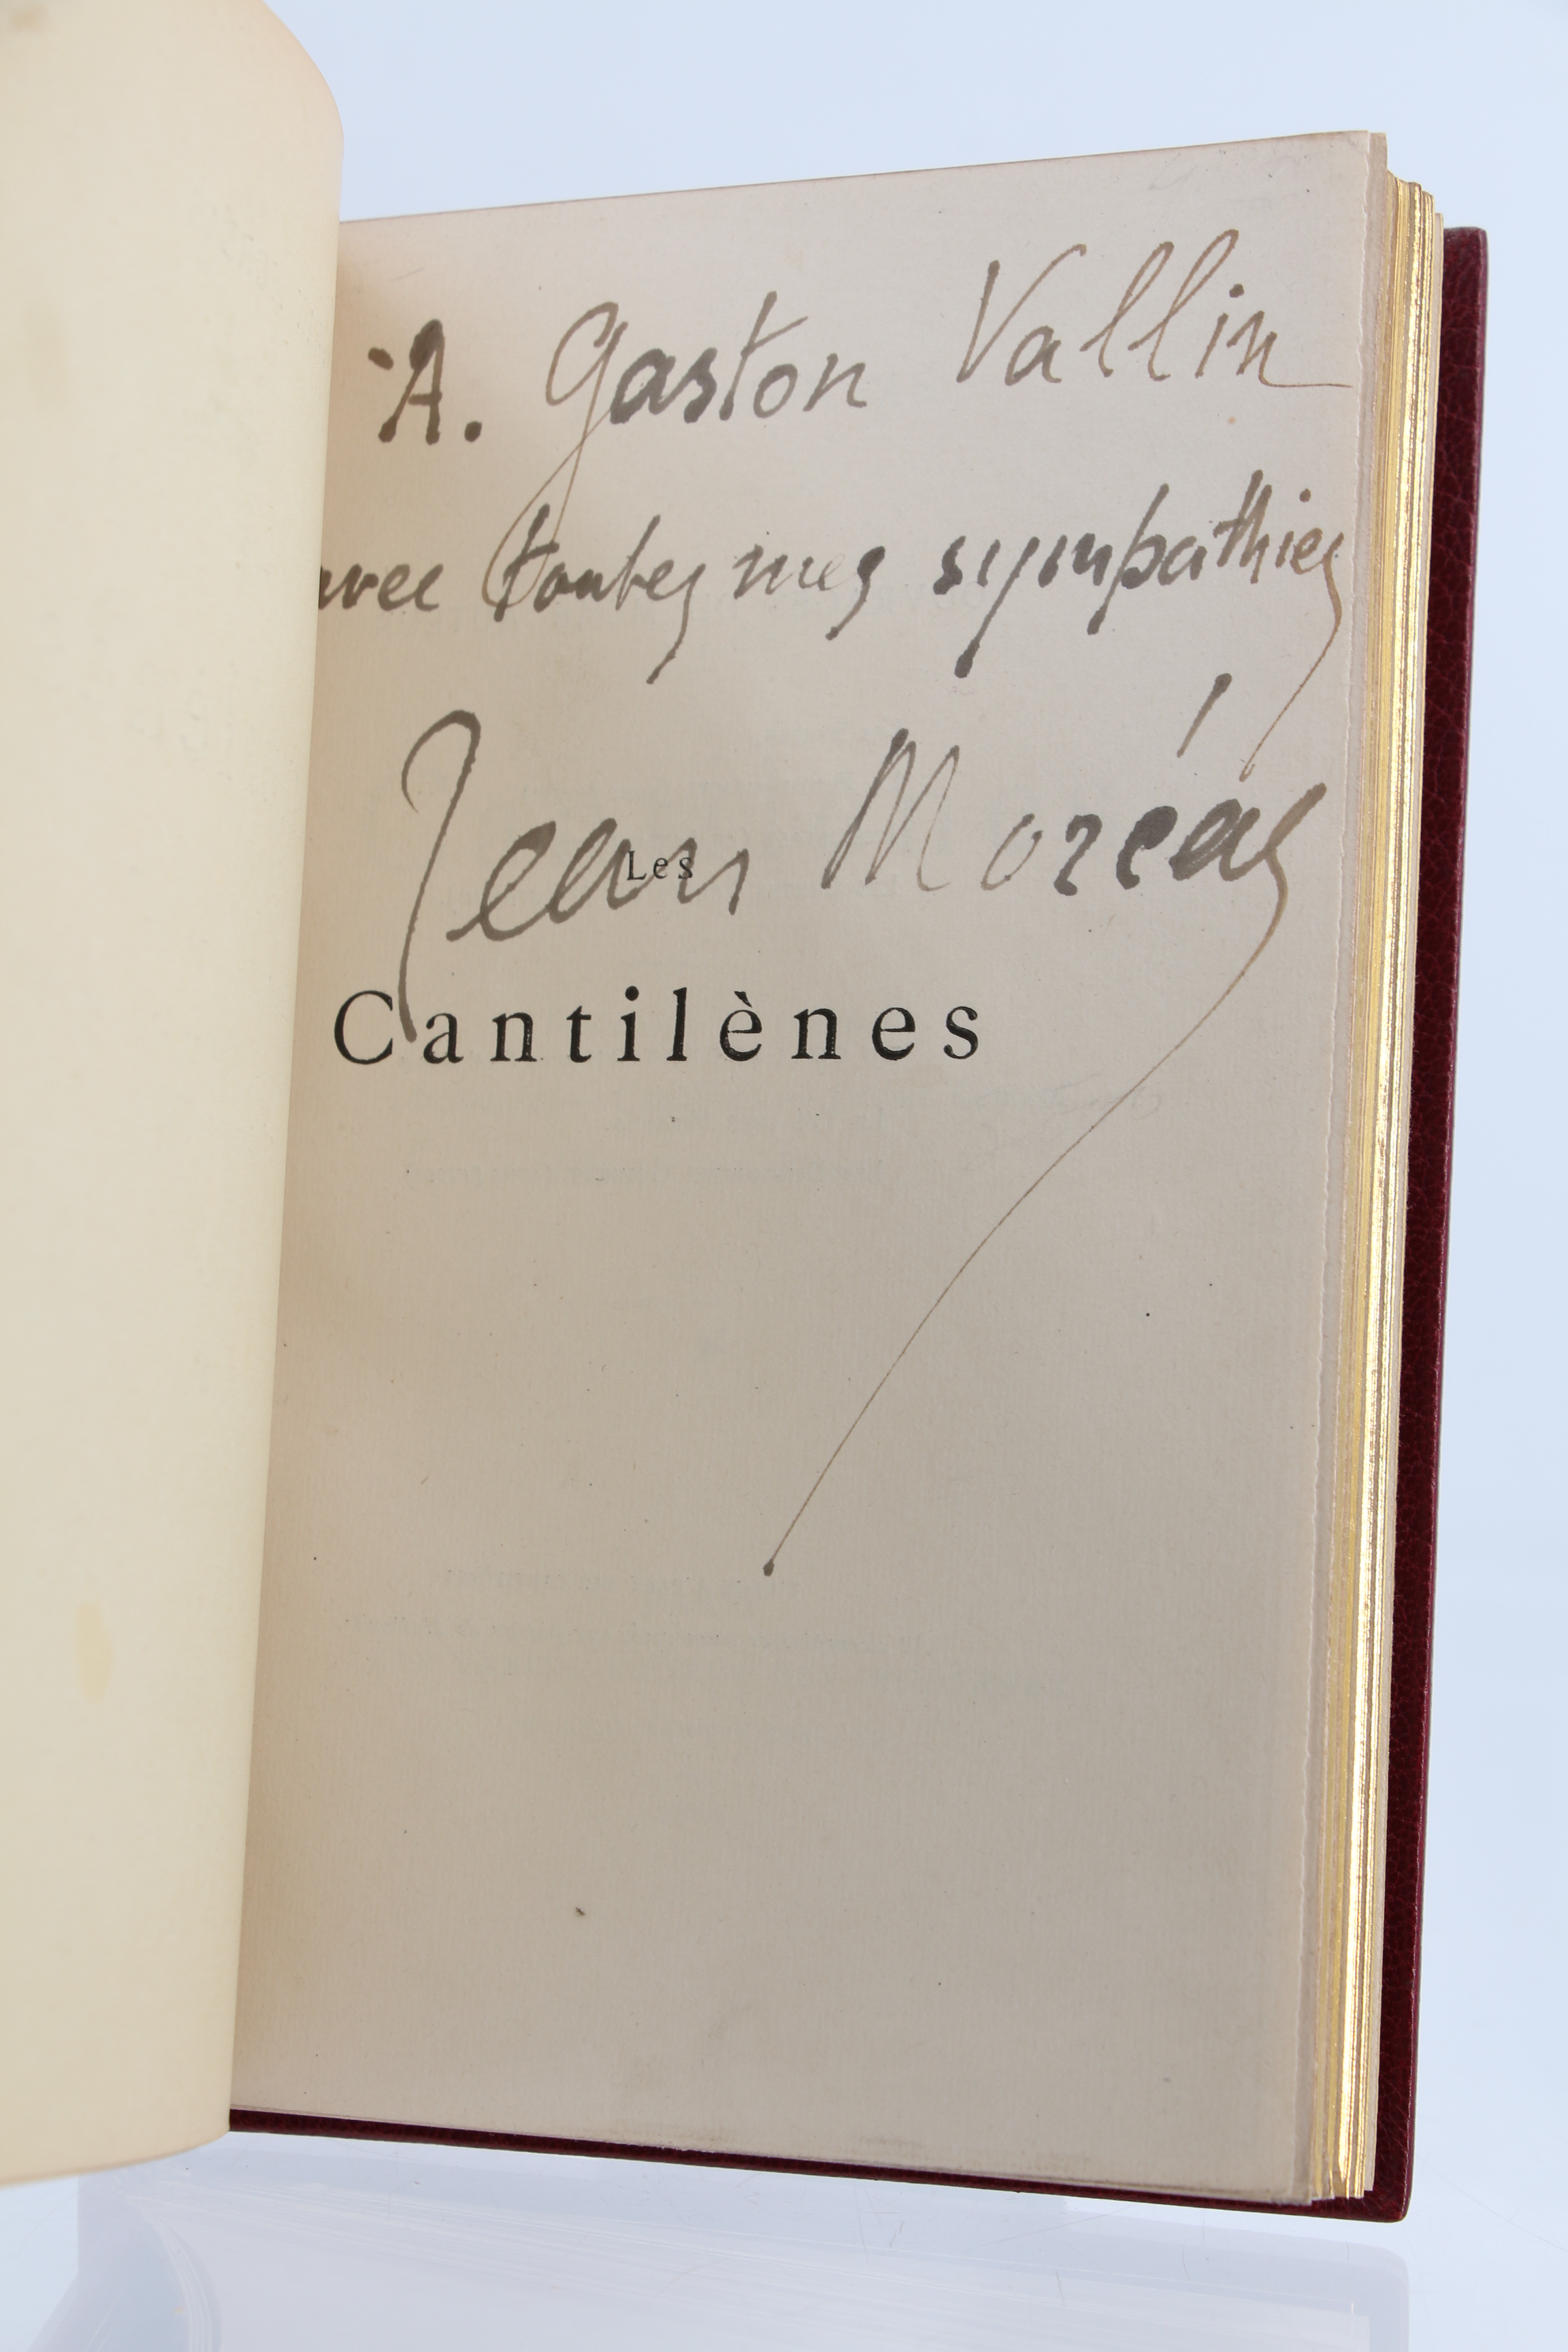 À. Gaston Vallin
avec toutes mes sympathies
Jean Moréas
Les
Cantilènes